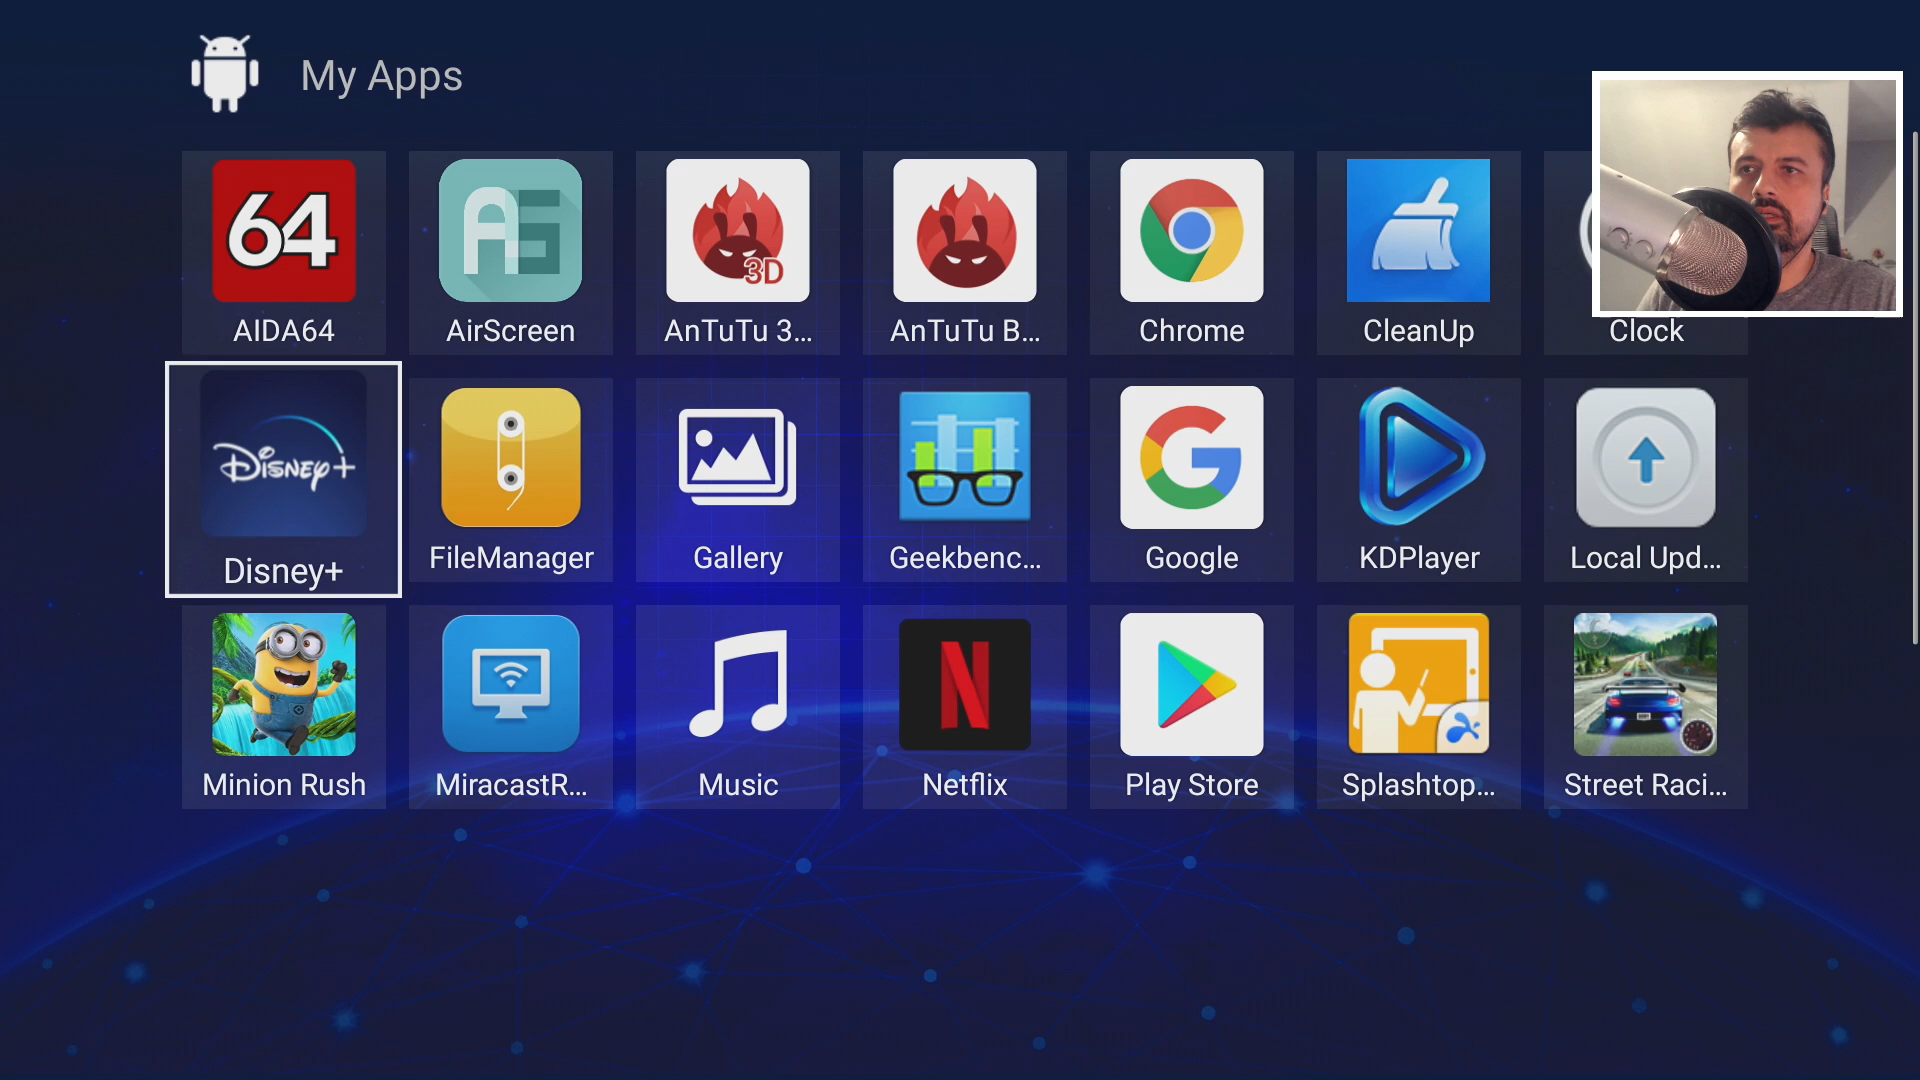 My Apps
64
AS
3D
AIDA64
AirScreen
AnTuTu 3...
AnTuTu B...
Chrome
CleanUp
Clock
Disney+
Disney+
FileManager
Gallery
Geekbenc...
Google
KDPlayer
Local Upd...
N
Minion Rush
MiracastR...
Music
Netflix
Play Store
Splashtop...
Street Raci...